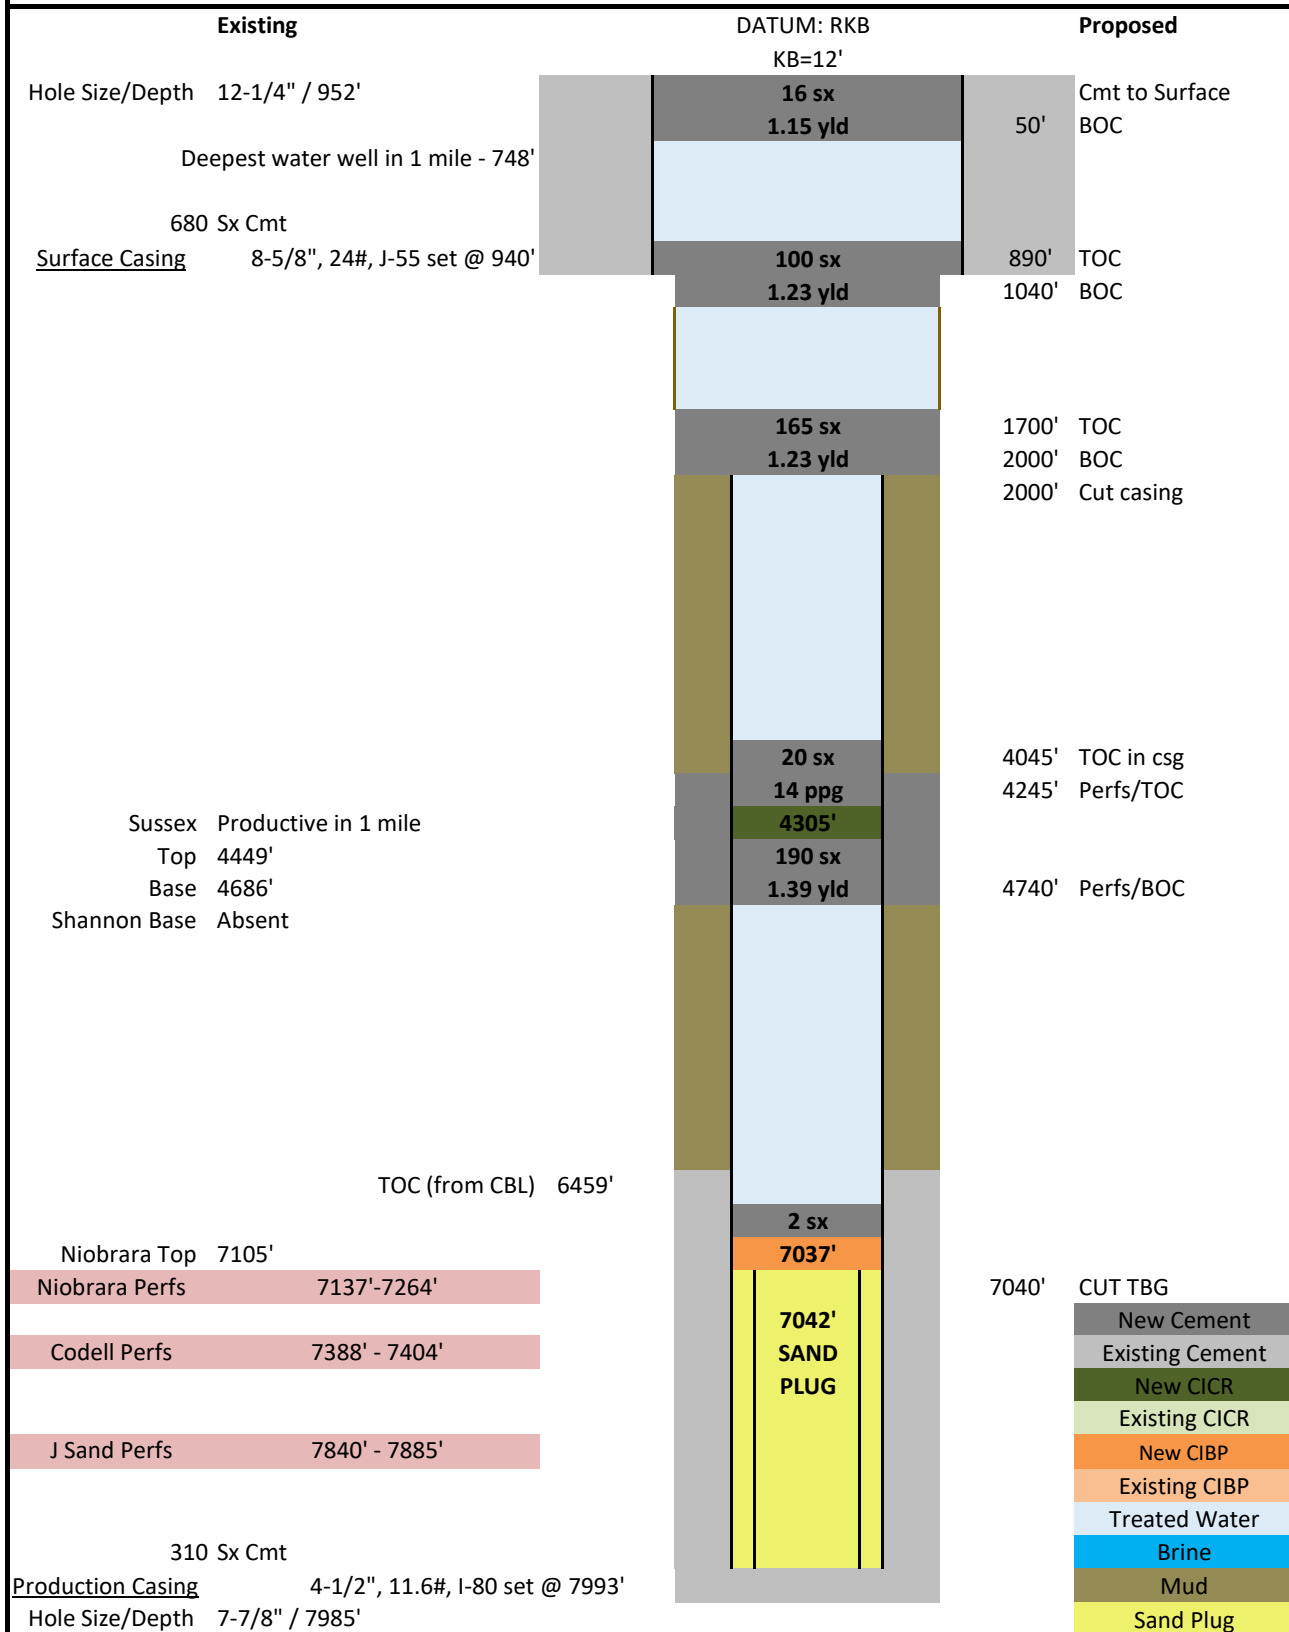 Existing DATUM: RKB Proposed
KB=12'
Hole Size/Depth 12-1/4" / 952' 16 sx Cmt to Surface
1.15 yld 50' BOC
Deepest water well in 1 mile - 748'
680 Sx Cmt
Surface Casing 8-5/8", 24#, J-55 set @ 940' 100 sx 890' TOC
1.23 yld 1040' BOC
165 sx 1700' TOC
1.23 yld 2000' BOC
2000' Cut casing
20 sx 4045' TOC in csg
14 ppg 4245' Perfs/TOC
Sussex Productive in 1 mile 4305'
Top 4449' 190 sx
Base 4686' 1.39 yld 4740' Perfs/BOC
Shannon Base Absent
TOC (from CBL) 6459'
2 sx
Niobrara Top 7105' 7037'
Niobrara Perfs 7137'-7264' 7040' CUT TBG
7042' New Cement
Codell Perfs 7388' - 7404' SAND Existing Cement
PLUG New CICR
Existing CICR
J Sand Perfs 7840' - 7885' New CIBP
Existing CIBP
Treated Water
310 Sx Cmt Brine
Production Casing 4-1/2", 11.6#, I-80 set @ 7993' Mud
Hole Size/Depth 7-7/8" / 7985' Sand Plug